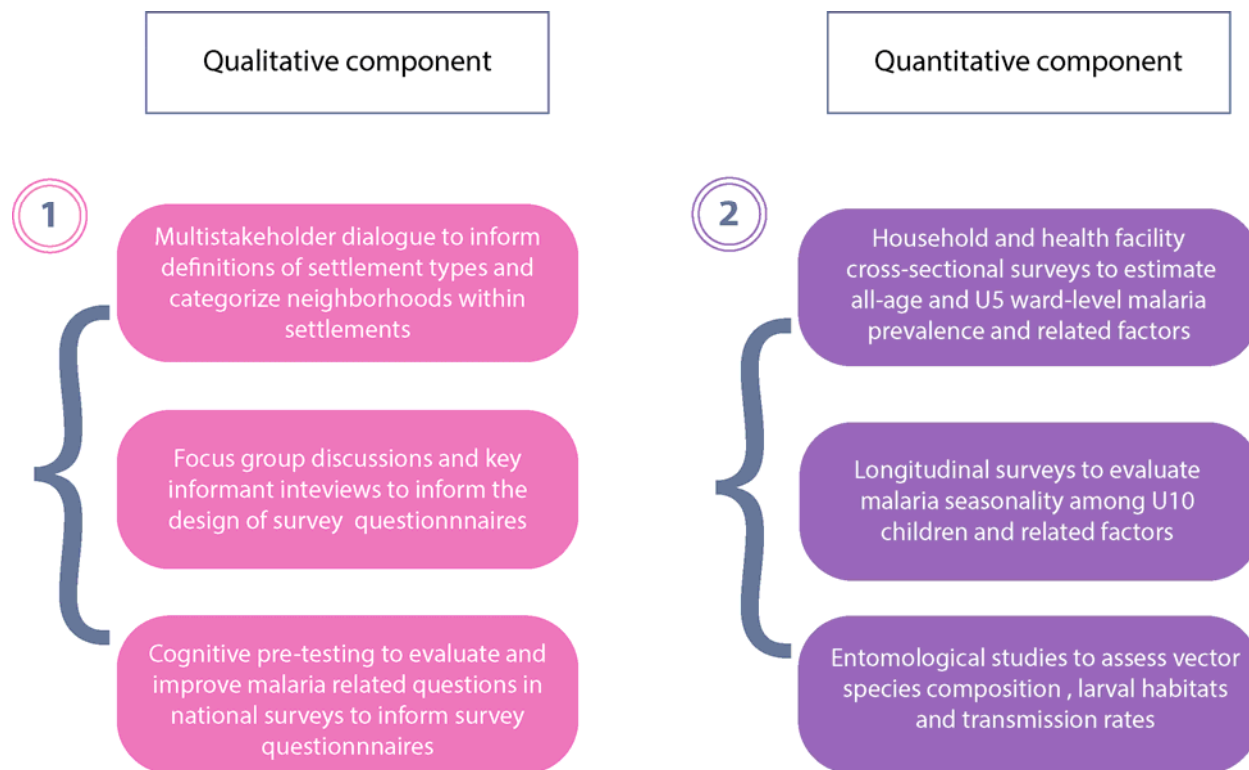 Qualitative component
Quantitative component
1
Multistakeholder dialogue to inform
definitions of settlement types and
categorize neighborhoods within
settlements
Focus group discussions and key
informant inteviews to inform the
design of survey questionnnaires
Cognitive pre-testing to evaluate and
improve malaria related questions in
national surveys to inform survey
questionnnaires
2
Household and health facility
cross-sectional surveys to estimate
all-age and U5 ward-level malaria
prevalence and related factors
Longitudinal surveys to evaluate
malaria seasonality among U10
children and related factors
Entomological studies to assess vector
species composition , larval habitats
and transmission rates